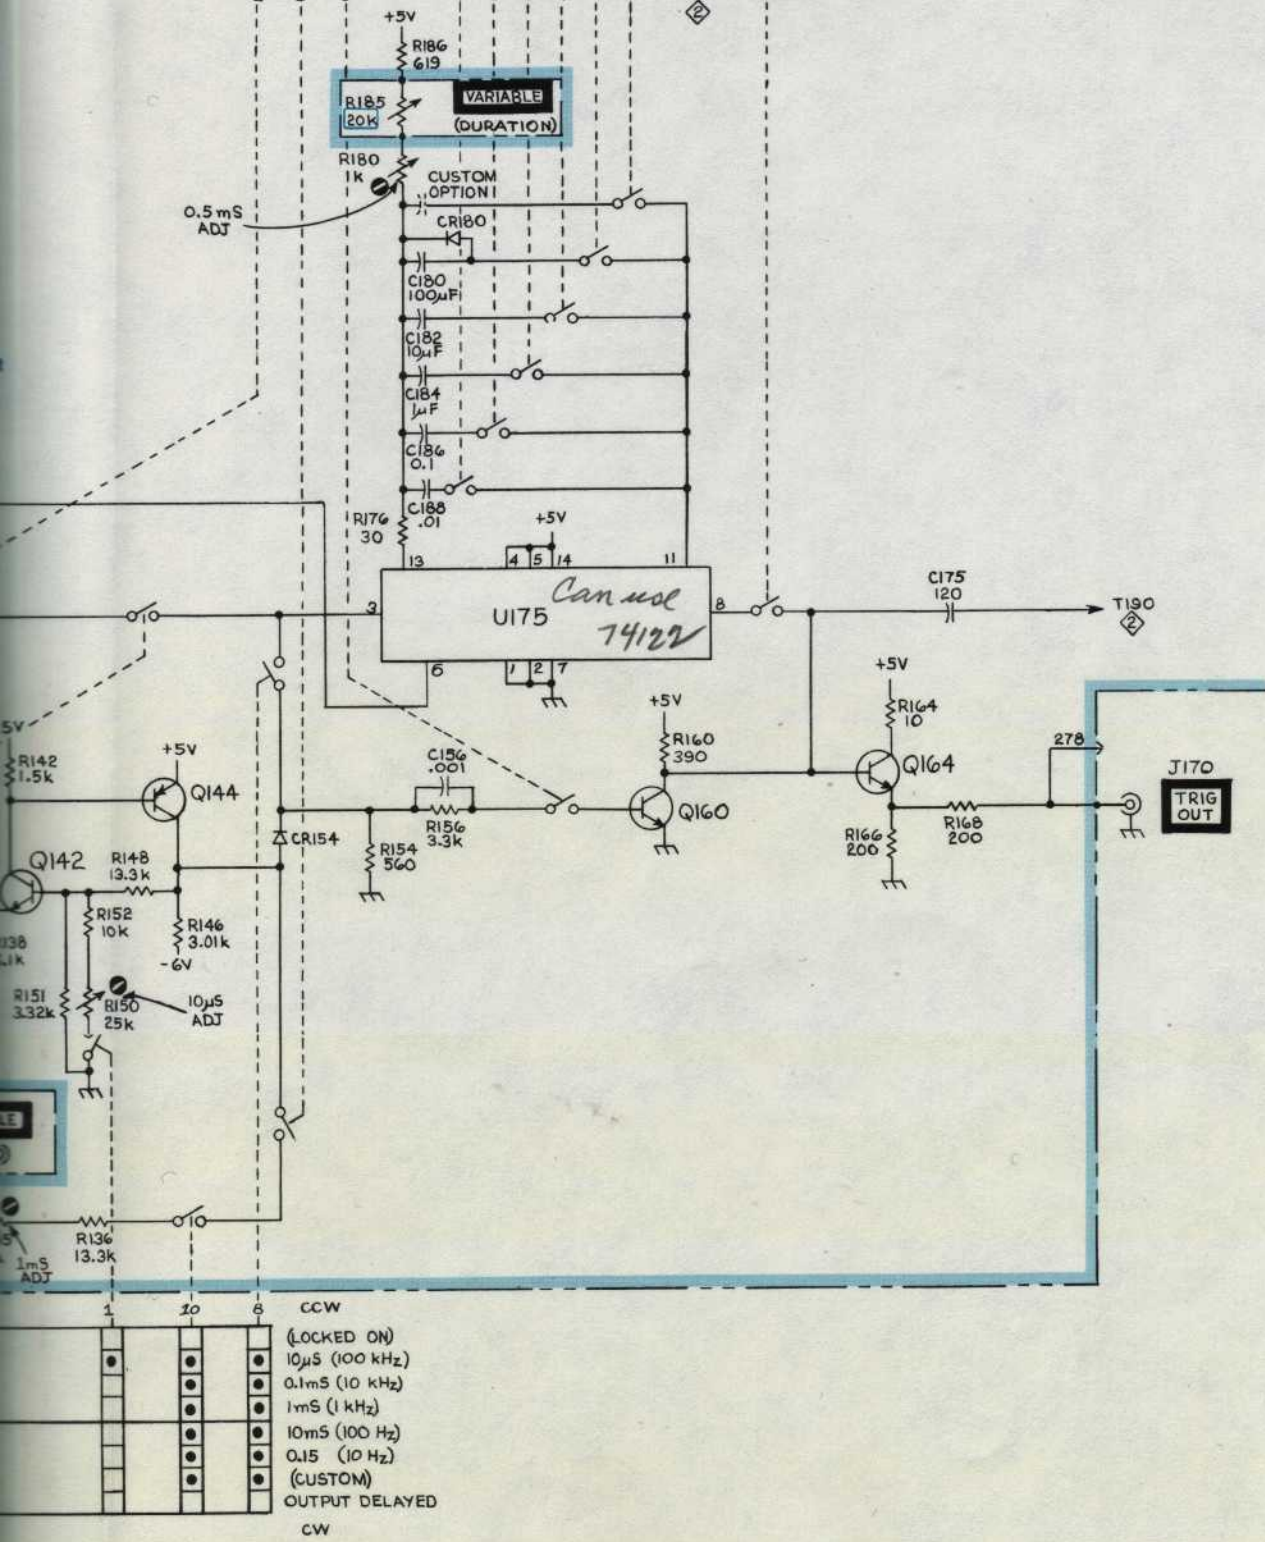 +5V
2
R186
619
R185
20K
VARIABLE
(DURATION)
R180
1K
CUSTOM
OPTION
0.5mS
ADJ
CR180
C180
100µF
C182
10µF
C184
1µF
C186
0.1
C188
.01
R176
30
+5V
13
4
5
14
11
3
U175
Can use
74122
8
6
1
2
7
C175
120
T190
2
5V
R142
1.5k
+5V
Q144
Q142
R148
13.3k
R152
10k
R146
3.01k
-6V
R151
3.32k
R150
25k
10µS
ADJ
CR154
C156
.001
R156
3.3k
R154
560
+5V
R160
390
Q160
+5V
R164
10
Q164
R166
200
R168
200
278
J170
TRIG
OUT
R136
13.3k
1mS
ADJ
1
10
8
CCW
(LOCKED ON)
10µS (100 kHz)
0.1mS (10 kHz)
1mS (1 kHz)
10mS (100 Hz)
0.1S (10 Hz)
(CUSTOM)
OUTPUT DELAYED
CW